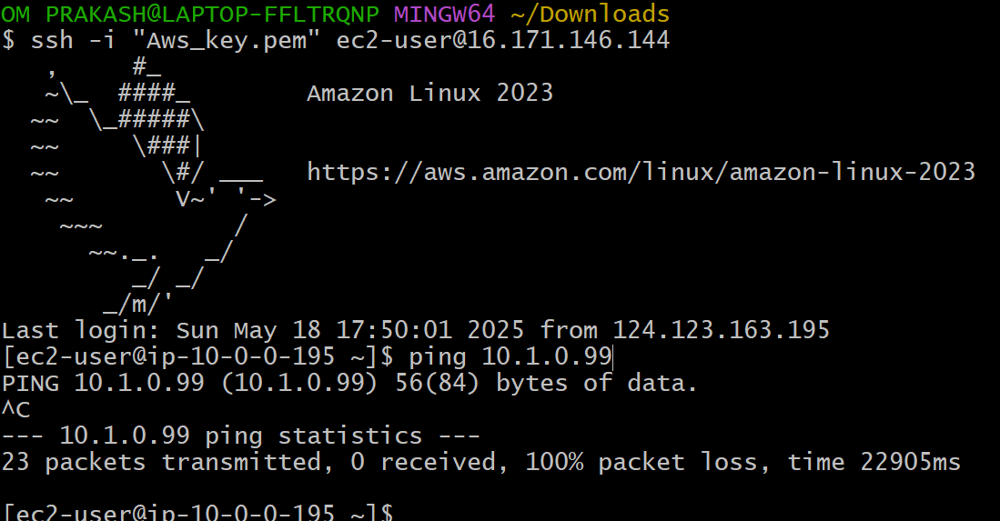 OM PRAKASH@LAPTOP-FFLTRQNP MINGW64 ~/Downloads
$ ssh -i "Aws_key.pem" ec2-user@16.171.146.144
   ,     #_
   ~\_  ####_        Amazon Linux 2023
  ~~  \_#####\
  ~~     \###|
  ~~       \#/ ___   https://aws.amazon.com/linux/amazon-linux-2023
   ~~       V~' '->
    ~~~         /
      ~~._.   _/
         _/ _/
       _/m/'
Last login: Sun May 18 17:50:01 2025 from 124.123.163.195
[ec2-user@ip-10-0-0-195 ~]$ ping 10.1.0.99
PING 10.1.0.99 (10.1.0.99) 56(84) bytes of data.
^C
--- 10.1.0.99 ping statistics ---
23 packets transmitted, 0 received, 100% packet loss, time 22905ms
[ec2-user@ip-10-0-0-195 ~]$